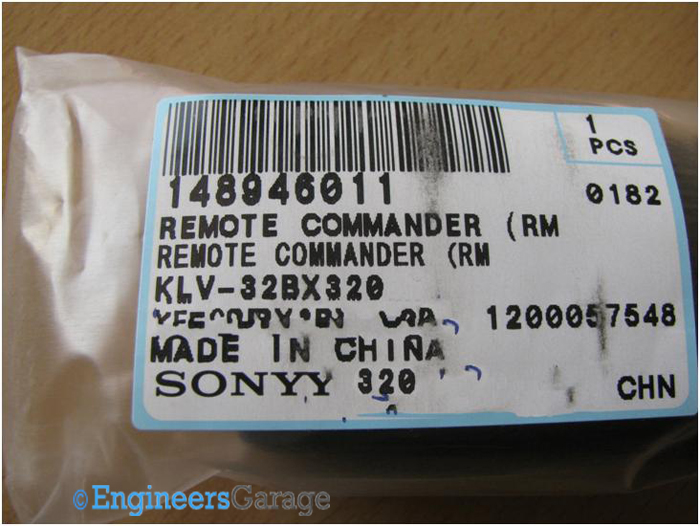 1
PCS
148946011
0182
REMOTE COMMANDER (RM
REMOTE COMMANDER (RM
KLV-32BX320
1200057548
MADE IN CHINA
SONYY 320
CHN
©EngineersGarage